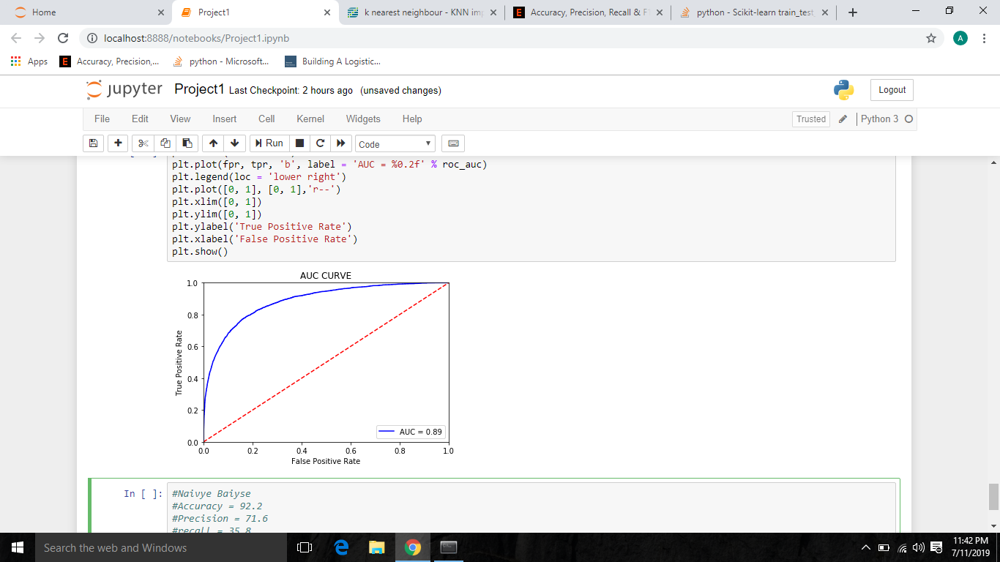 Home
Project1
k nearest neighbour - KNN im
Accuracy, Precision, Recall & F
python - Scikit-learn train_test
localhost:8888/notebooks/Project1.ipynb
A
Apps
E Accuracy, Precision,...
python - Microsoft...
Building A Logistic...
jupyter Project1 Last Checkpoint: 2 hours ago (unsaved changes)
Logout
File Edit View Insert Cell Kernel Widgets Help
Trusted
Python 3
Run
Code
plt.plot(fpr, tpr, 'b', label = 'AUC = %0.2f' % roc_auc)
plt.legend(loc = 'lower right')
plt.plot([0, 1], [0, 1],'r--')
plt.xlim([0, 1])
plt.ylim([0, 1])
plt.ylabel('True Positive Rate')
plt.xlabel('False Positive Rate')
plt.show()
AUC CURVE
1.0
0.8
0.6
0.4
0.2
0.0
True Positive Rate
AUC = 0.89
0.0 0.2 0.4 0.6 0.8 1.0
False Positive Rate
In [ ]:
#Naivye Baiyse
#Accuracy = 92.2
#Precision = 71.6
#recall = 35.8
Search the web and Windows
11:42 PM
7/11/2019